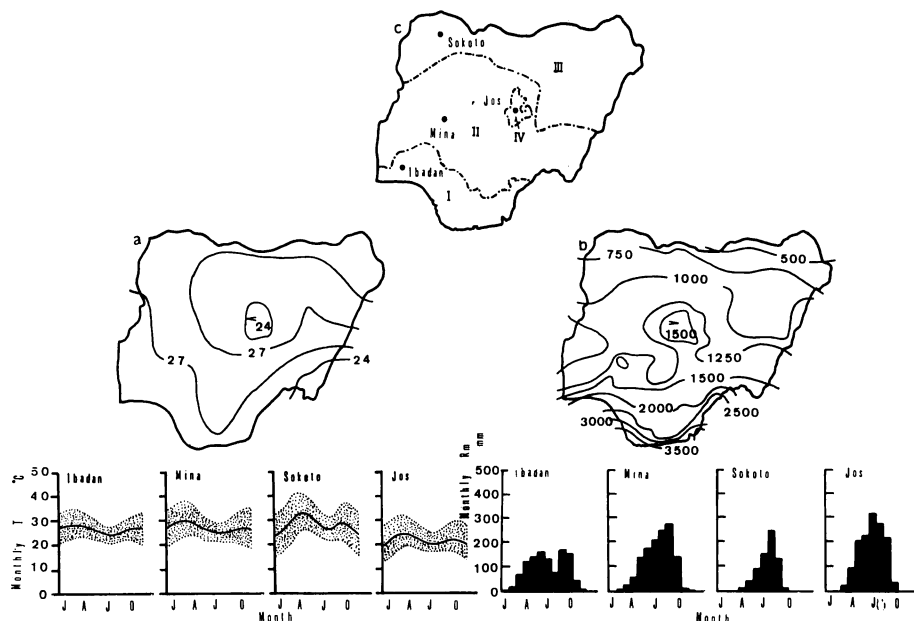 c
Sokoto
III
Jos
Mina
II
IV
Ibadan
I
a
< 24
27
27
24
b
750
500
1000
> 1500
1250
1500
2000
2500
3000
3500
Monthly T °C
50
40
30
20
10
0
Ibadan
Mina
Sokoto
Jos
J A J O
J A J O
J A J O
J A J O
Month
Monthly Rm mm
500
400
300
200
100
0
Ibadan
Mina
Sokoto
Jos
J A J O
J A J O
J A J O
J A J O
Month